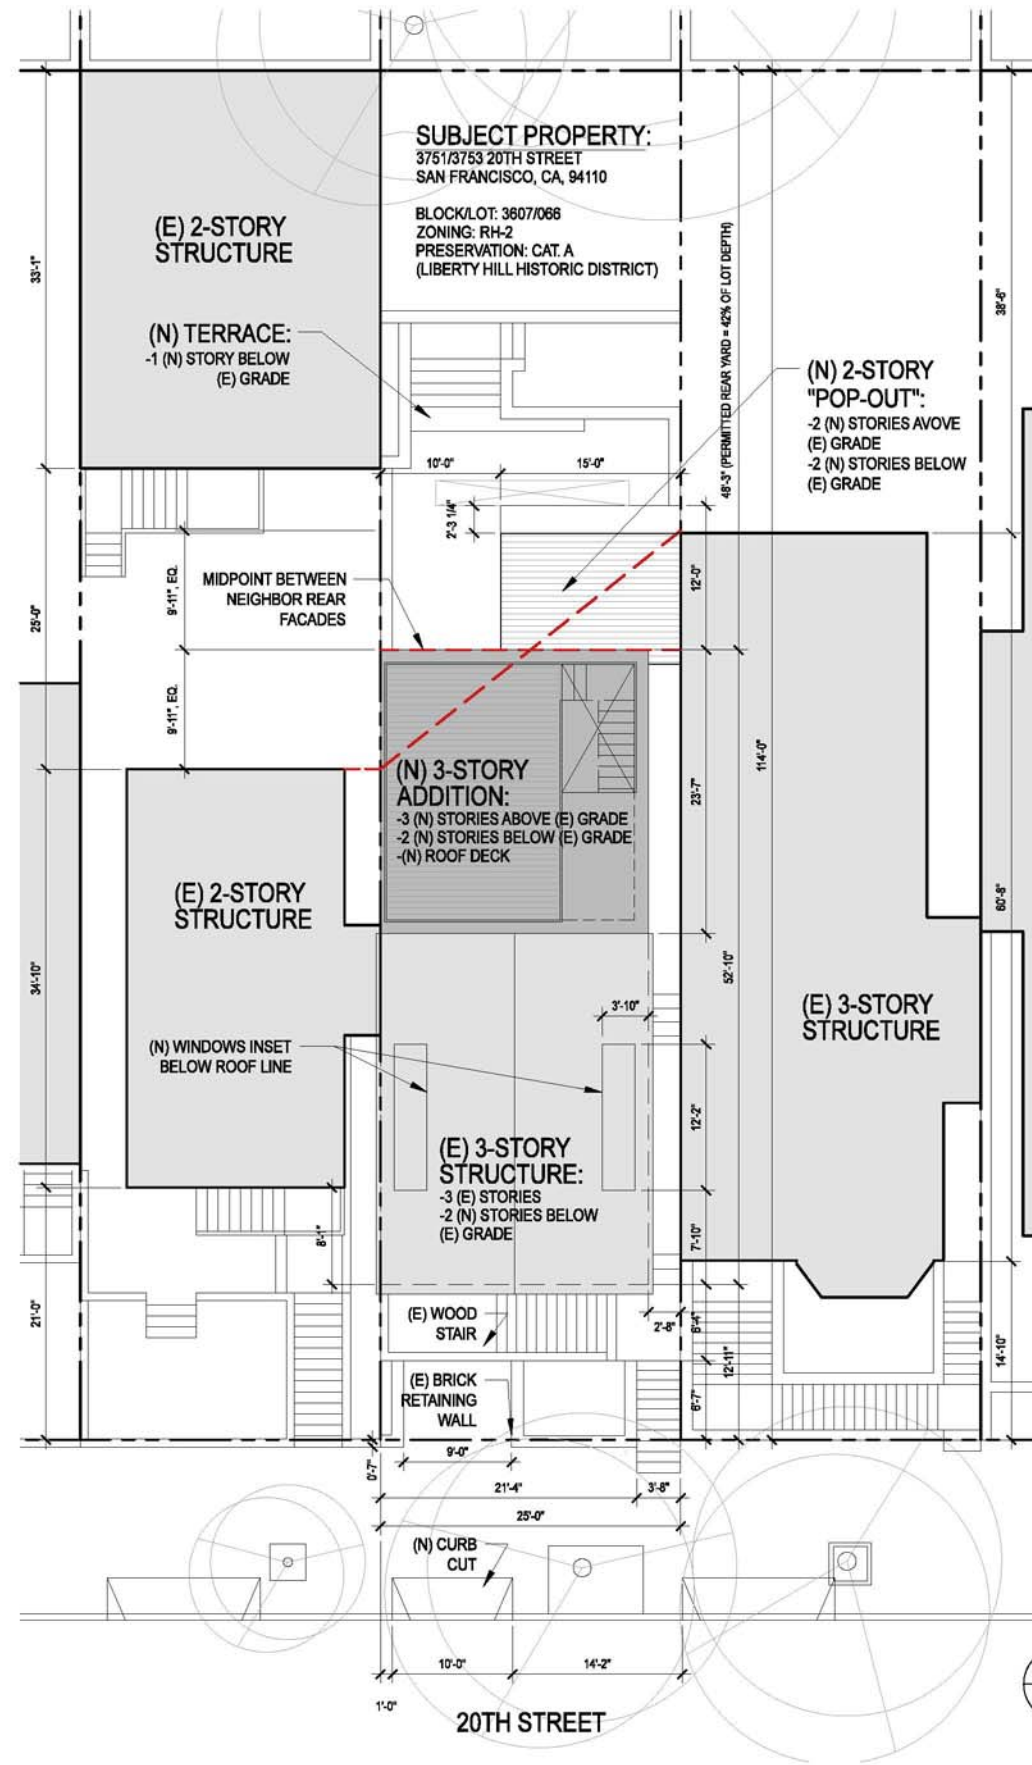 SUBJECT PROPERTY:
3751/3753 20TH STREET
SAN FRANCISCO, CA, 94110
BLOCK/LOT: 3607/066
ZONING: RH-2
PRESERVATION: CAT. A
(LIBERTY HILL HISTORIC DISTRICT)
(E) 2-STORY
STRUCTURE
33'-1"
(N) TERRACE:
-1 (N) STORY BELOW
(E) GRADE
48'-3" (PERMITTED REAR YARD = 42% OF LOT DEPTH)
38'-6"
(N) 2-STORY
"POP-OUT":
-2 (N) STORIES AVOVE
(E) GRADE
-2 (N) STORIES BELOW
(E) GRADE
10'-0"
15'-0"
2'-3 1/4"
12'-0"
MIDPOINT BETWEEN
NEIGHBOR REAR
FACADES
9'-11", EQ.
9'-11", EQ.
25'-0"
(N) 3-STORY
ADDITION:
-3 (N) STORIES ABOVE (E) GRADE
-2 (N) STORIES BELOW (E) GRADE
-(N) ROOF DECK
23'-7"
114'-0"
60'-8"
52'-10"
(E) 2-STORY
STRUCTURE
34'-10"
3'-10"
(E) 3-STORY
STRUCTURE
(N) WINDOWS INSET
BELOW ROOF LINE
12'-2"
(E) 3-STORY
STRUCTURE:
-3 (E) STORIES
-2 (N) STORIES BELOW
(E) GRADE
7'-10"
8'-1"
21'-0"
(E) WOOD
STAIR
2'-8"
6'-4"
12'-11"
14'-10"
(E) BRICK
RETAINING
WALL
6'-7"
0'-7"
9'-0"
21'-4"
3'-8"
25'-0"
(N) CURB
CUT
10'-0"
14'-2"
1'-0"
20TH STREET